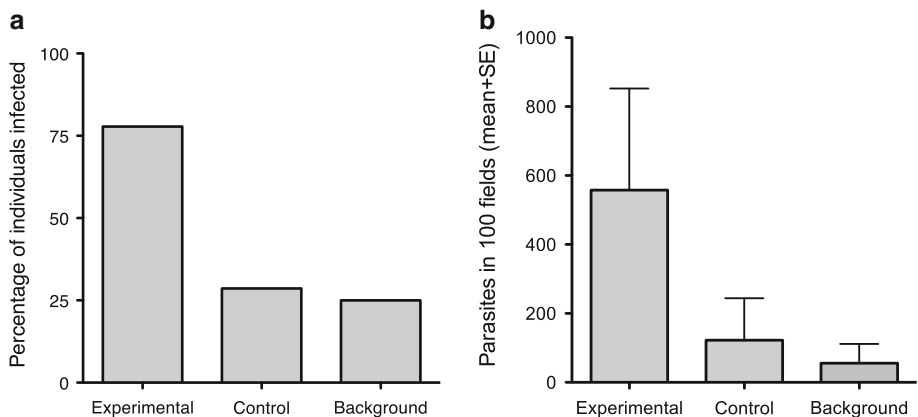 a
Percentage of individuals infected
100
75
50
25
0
Experimental Control Background
b
Parasites in 100 fields (mean+SE)
1000
800
600
400
200
0
Experimental Control Background